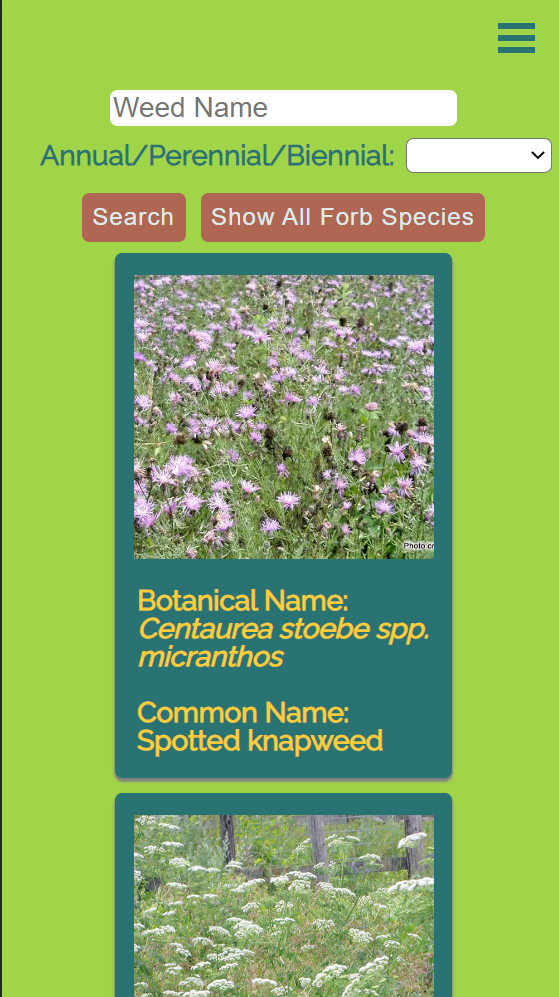 Weed Name
Annual/Perennial/Biennial:
Search
Show All Forb Species
Photo
Botanical Name:
Centaurea stoebe spp.
micranthos
Common Name:
Spotted knapweed